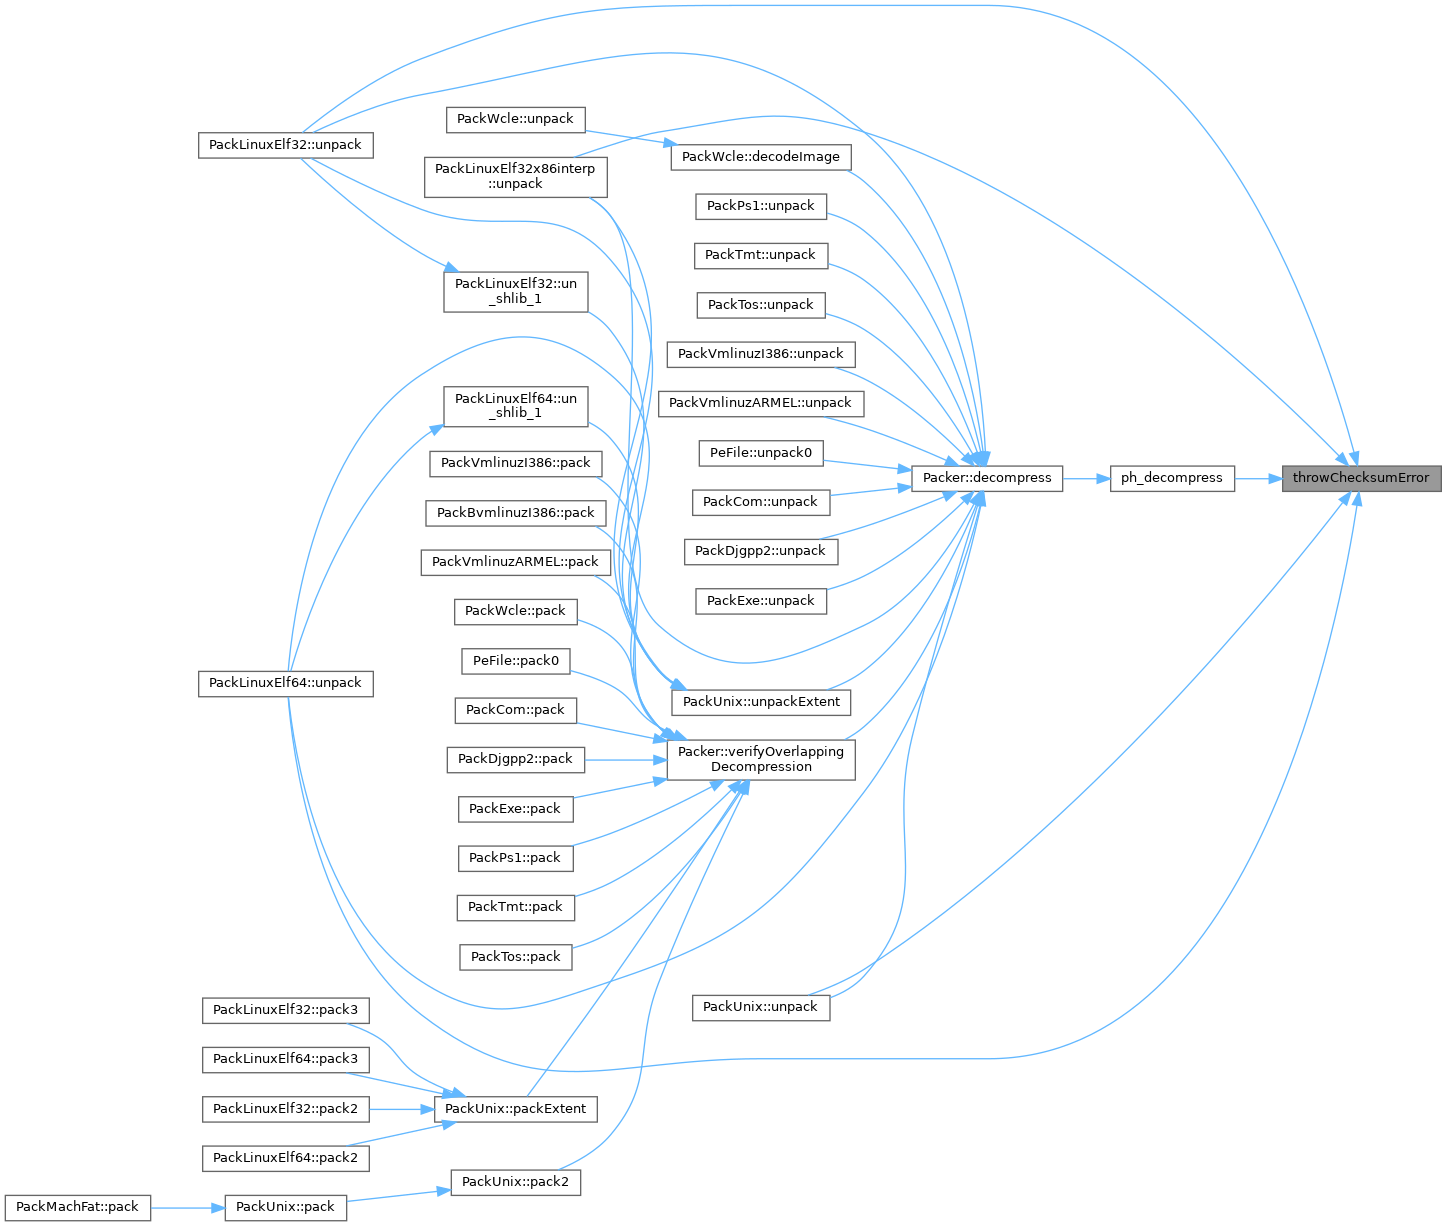 PackLinuxElf32::unpack
PackWcle::unpack
PackLinuxElf32x86interp
::unpack
PackWcle::decodeImage
PackPs1::unpack
PackTmt::unpack
PackLinuxElf32::un
_shlib_1
PackTos::unpack
PackVmlinuzI386::unpack
PackLinuxElf64::un
_shlib_1
PackVmlinuzARMEL::unpack
PackVmlinuzI386::pack
PeFile::unpack0
Packer::decompress
ph_decompress
throwChecksumError
PackBvmlinuzI386::pack
PackCom::unpack
PackVmlinuzARMEL::pack
PackDjgpp2::unpack
PackWcle::pack
PackExe::unpack
PeFile::pack0
PackLinuxElf64::unpack
PackUnix::unpackExtent
PackCom::pack
PackDjgpp2::pack
Packer::verifyOverlapping
Decompression
PackExe::pack
PackPs1::pack
PackTmt::pack
PackTos::pack
PackUnix::unpack
PackLinuxElf32::pack3
PackLinuxElf64::pack3
PackLinuxElf32::pack2
PackUnix::packExtent
PackLinuxElf64::pack2
PackUnix::pack2
PackMachFat::pack
PackUnix::pack